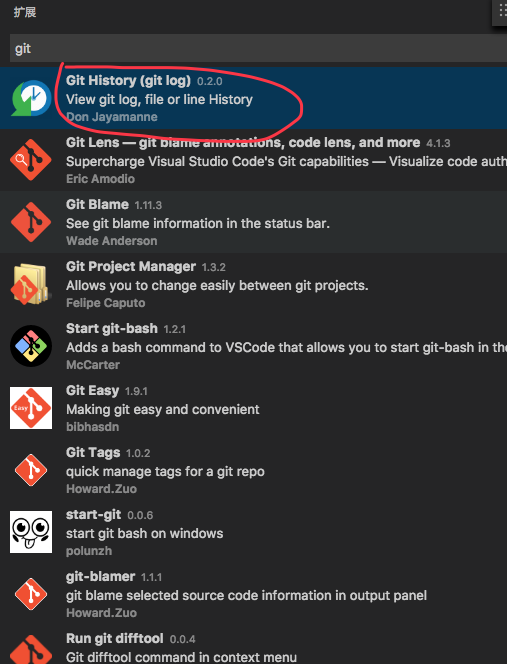 扩展
git
Git History (git log) 0.2.0
View git log, file or line History
Don Jayamanne
Git Lens — git blame annotations, code lens, and more 4.1.3
Supercharge Visual Studio Code's Git capabilities — Visualize code auth
Eric Amodio
Git Blame 1.11.3
See git blame information in the status bar.
Wade Anderson
Git Project Manager 1.3.2
Allows you to change easily between git projects.
Felipe Caputo
Start git-bash 1.2.1
Adds a bash command to VSCode that allows you to start git-bash in the
McCarter
Easy
Git Easy 1.9.1
Making git easy and convenient
bibhasdn
Git Tags 1.0.2
quick manage tags for a git repo
Howard.Zuo
start-git 0.0.6
start git bash on windows
polunzh
git-blamer 1.1.1
git blame selected source code information in output panel
Howard.Zuo
Run git difftool 0.0.4
Git difftool command in context menu